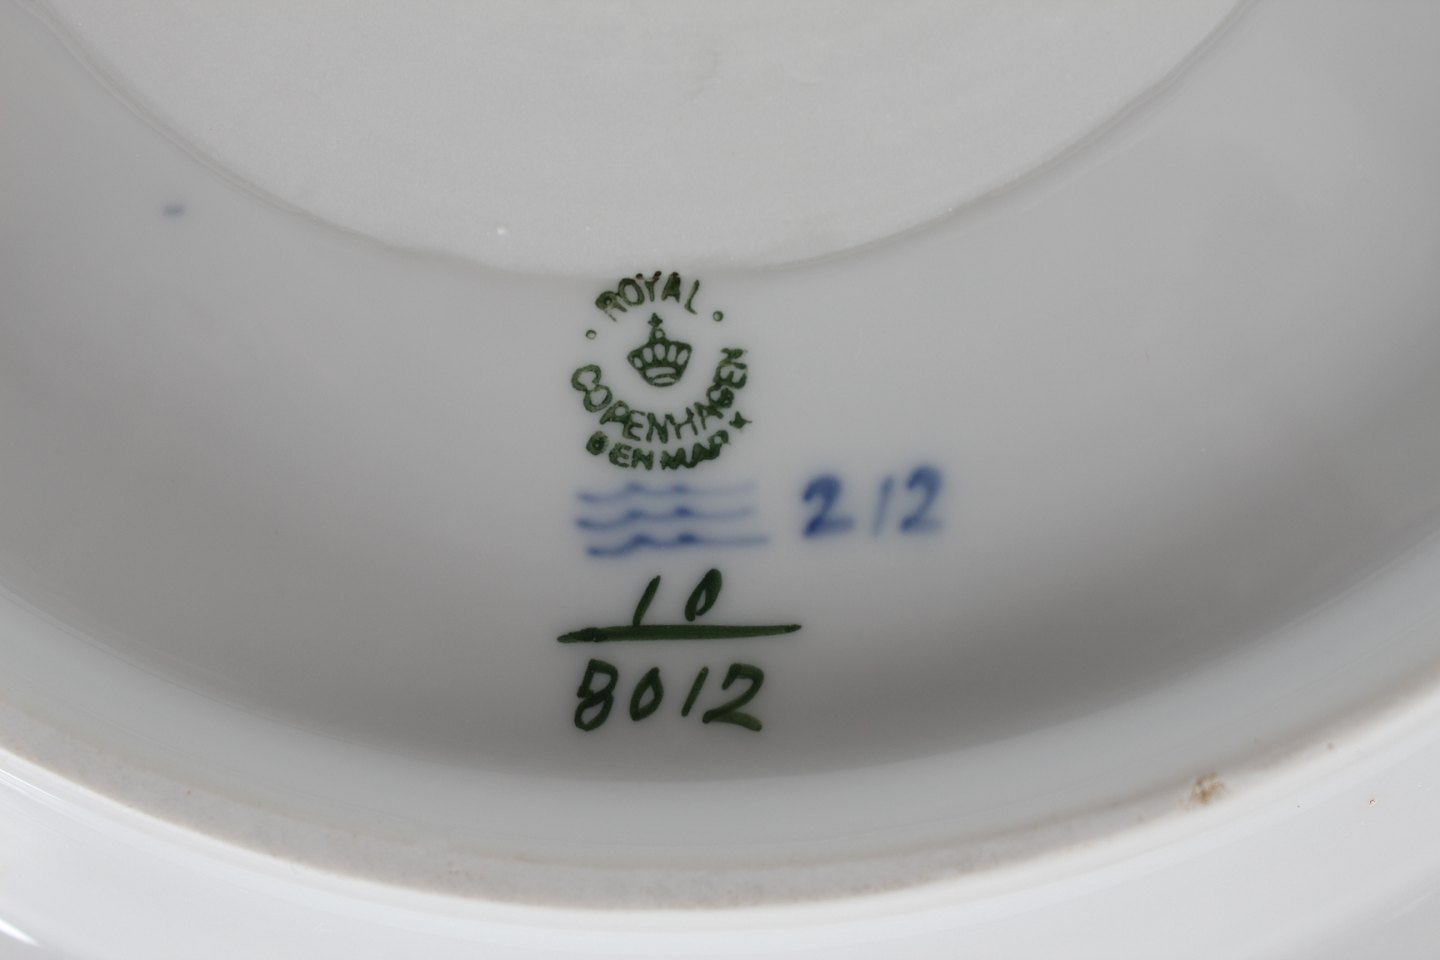 ROYAL
COPENHAGEN
DENMARK
212
10
8012